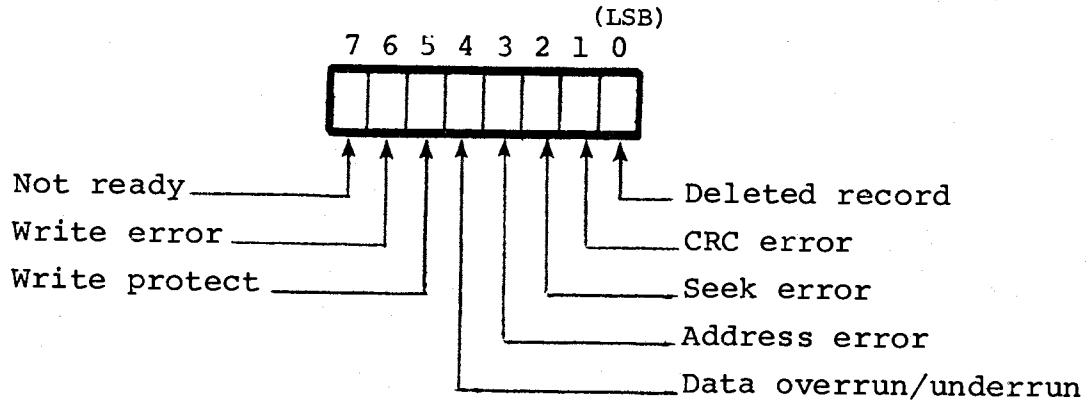 (LSB)
7 6 5 4 3 2 1 0
Not ready
Deleted record
Write error
CRC error
Write protect
Seek error
Address error
Data overrun/underrun